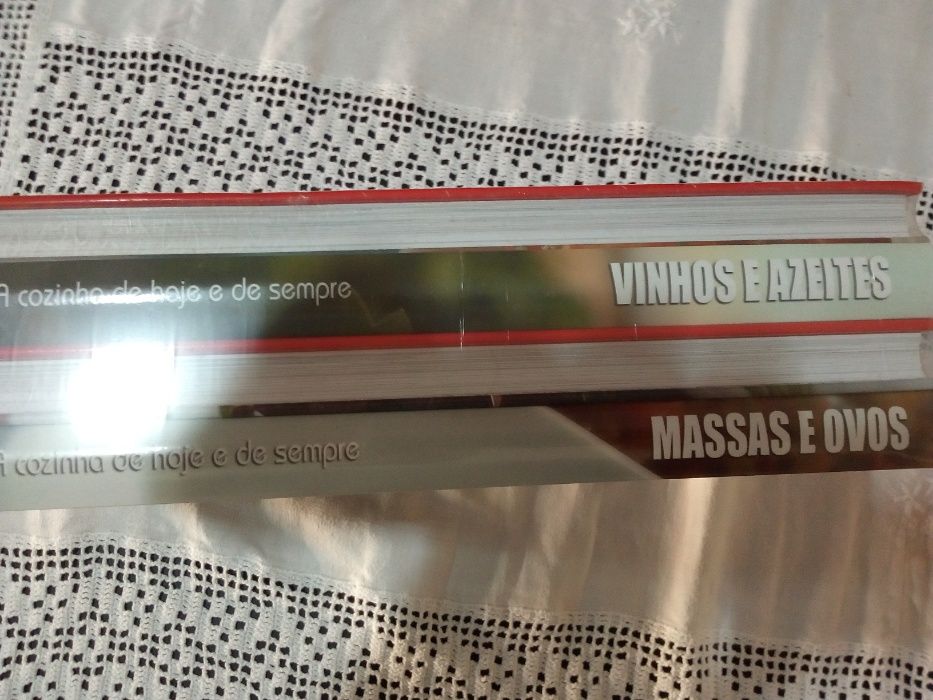 A cozinha de hoje e de sempre VINHOS E AZEITES
A cozinha de hoje e de sempre MASSAS E OVOS